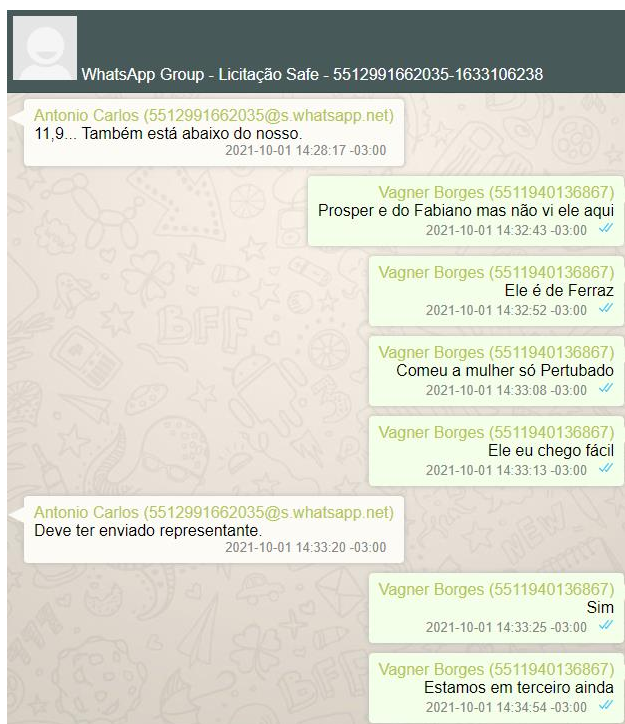 WhatsApp Group - Licitação Safe - 5512991662035-1633106238
Antonio Carlos (5512991662035@s.whatsapp.net)
11,9... Também está abaixo do nosso.
2021-10-01 14:28:17 -03:00
Vagner Borges (5511940136867)
Prosper e do Fabiano mas não vi ele aqui
2021-10-01 14:32:43 -03:00
Vagner Borges (5511940136867)
Ele é de Ferraz
2021-10-01 14:32:52 -03:00
Vagner Borges (5511940136867)
Comeu a mulher só Pertubado
2021-10-01 14:33:08 -03:00
Vagner Borges (5511940136867)
Ele eu chego fácil
2021-10-01 14:33:13 -03:00
Antonio Carlos (5512991662035@s.whatsapp.net)
Deve ter enviado representante.
2021-10-01 14:33:20 -03:00
Vagner Borges (5511940136867)
Sim
2021-10-01 14:33:25 -03:00
Vagner Borges (5511940136867)
Estamos em terceiro ainda
2021-10-01 14:34:54 -03:00